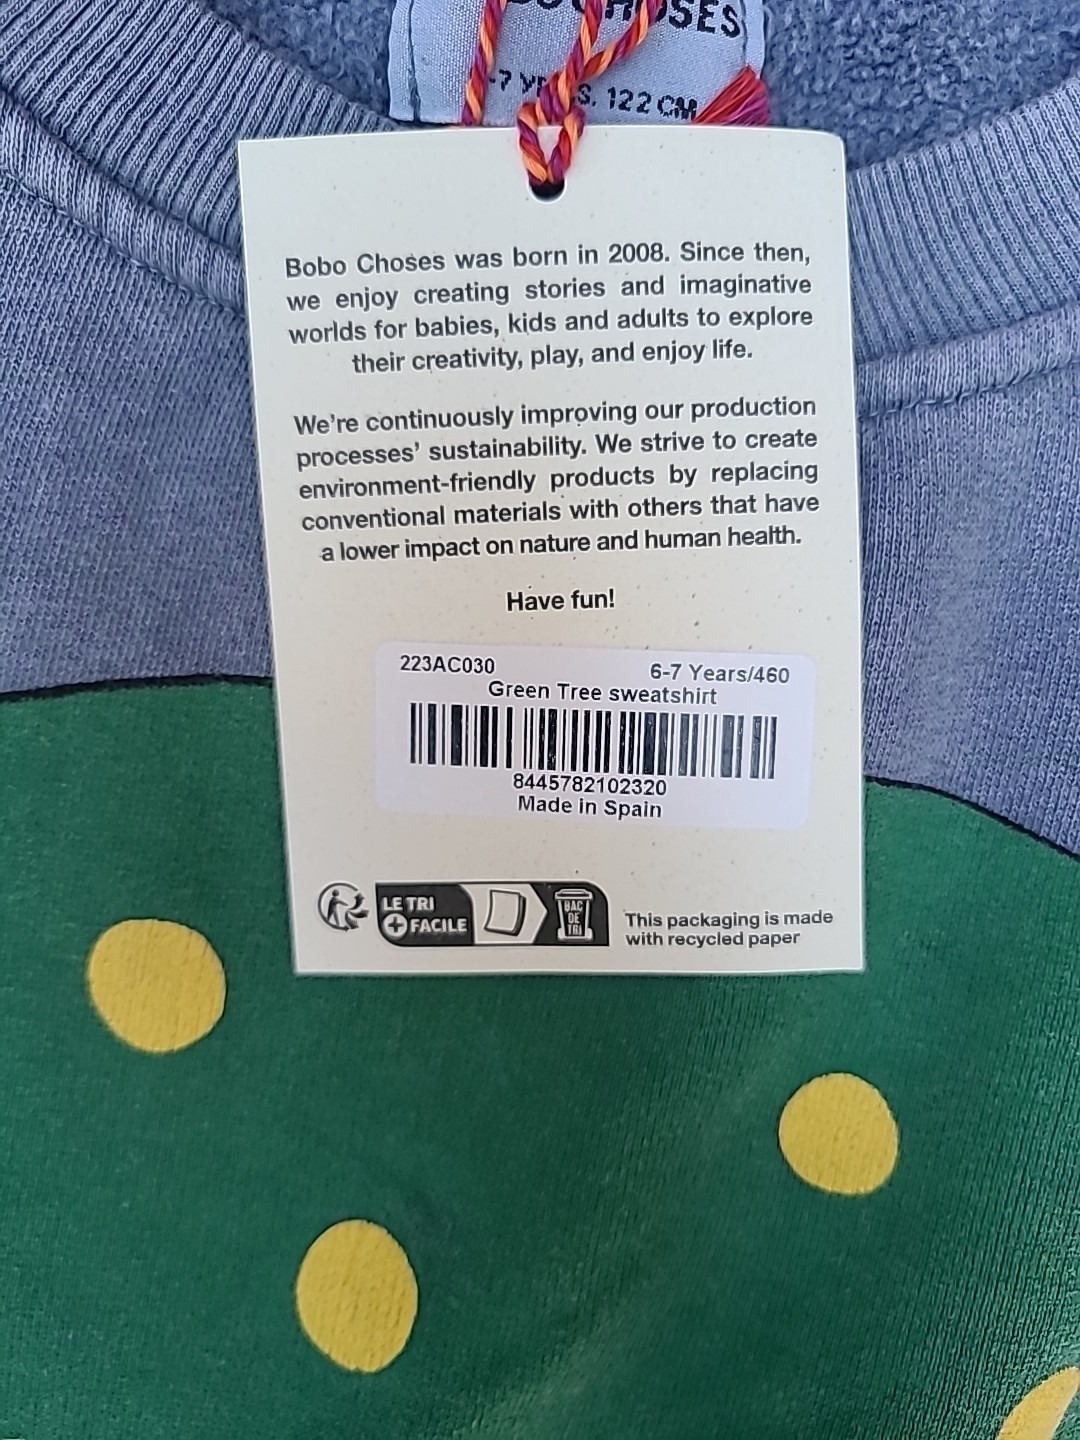 CHOSES
-7 YE S. 122 CM
Bobo Choses was born in 2008. Since then,
we enjoy creating stories and imaginative
worlds for babies, kids and adults to explore
their creativity, play, and enjoy life.
We're continuously improving our production
processes' sustainability. We strive to create
environment-friendly products by replacing
conventional materials with others that have
a lower impact on nature and human health.
Have fun!
223AC030 6-7 Years/460
Green Tree sweatshirt
8445782102320
Made in Spain
LE TRI
+ FACILE
BAC
DE
TRI
This packaging is made
with recycled paper